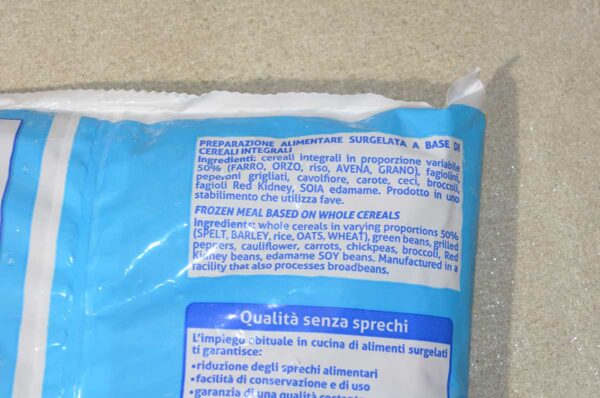 PREPARAZIONE ALIMENTARE SURGELATA A BASE DI
CEREALI INTEGRALI
Ingredienti: cereali integrali in proporzione variabile
50% (FARRO, ORZO, riso, AVENA, GRANO), fagiolini,
peperoni grigliati, cavolfiore, carote, ceci, broccoli,
fagioli Red Kidney, SOIA edamame. Prodotto in uno
stabilimento che utilizza fave.
FROZEN MEAL BASED ON WHOLE CEREALS
Ingredients: whole cereals in varying proportions 50%
(SPELT, BARLEY, rice, OATS, WHEAT), green beans, grilled
peppers, cauliflower, carrots, chickpeas, broccoli, Red
Kidney beans, edamame SOY beans. Manufactured in a
facility that also processes broadbeans.
Qualità senza sprechi
L'impiego abituale in cucina di alimenti surgelati
ti garantisce:
•riduzione degli sprechi alimentari
•facilità di conservazione e di uso
•garanzia di una qualità